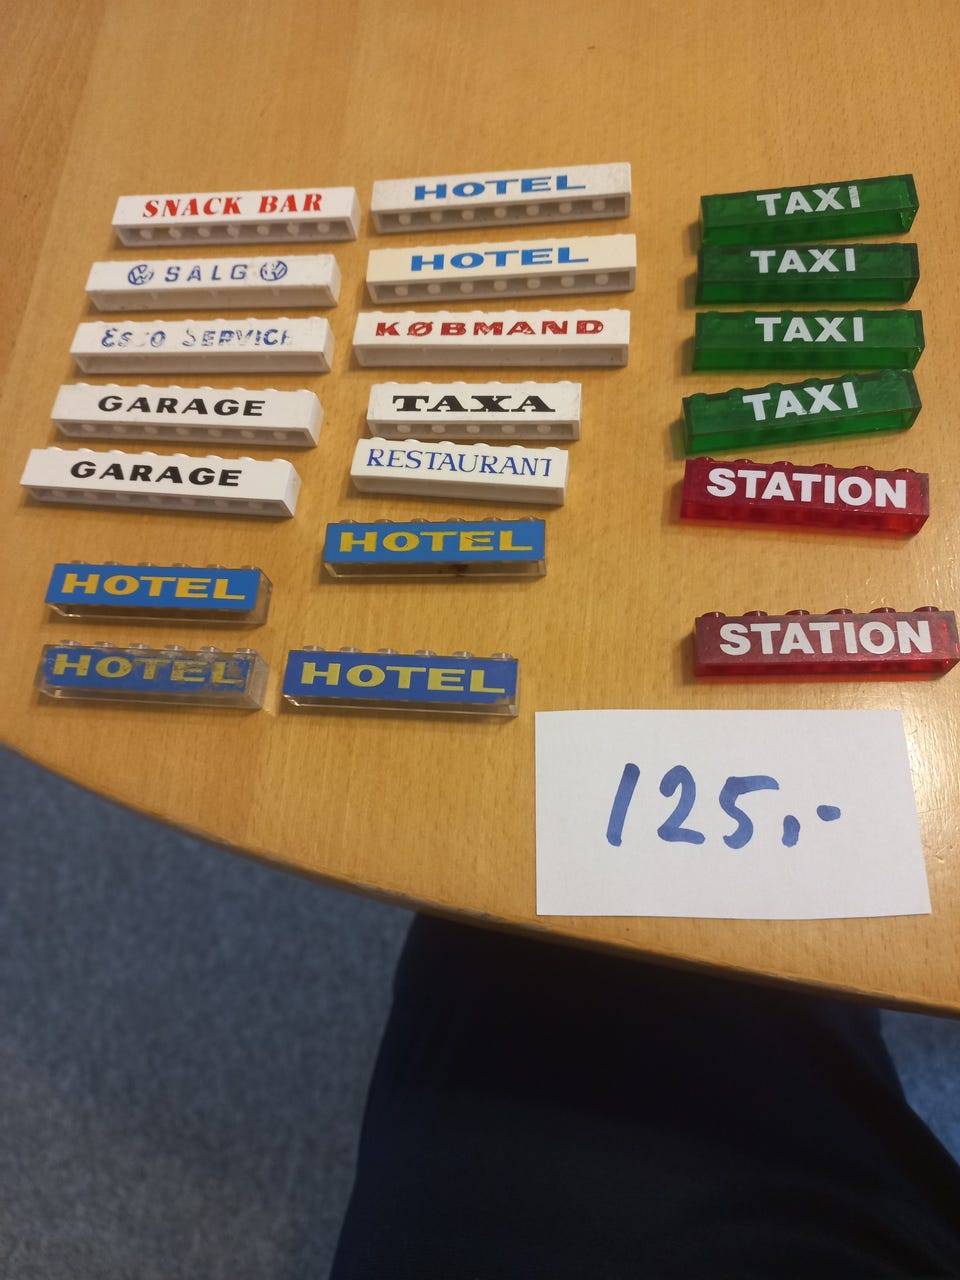 SNACK BAR
SALG
ESSO SERVICE
GARAGE
GARAGE
HOTEL
HOTEL
HOTEL
HOTEL
KØBMAND
TAXA
RESTAURANT
HOTEL
HOTEL
TAXI
TAXI
TAXI
TAXI
STATION
STATION
125,-